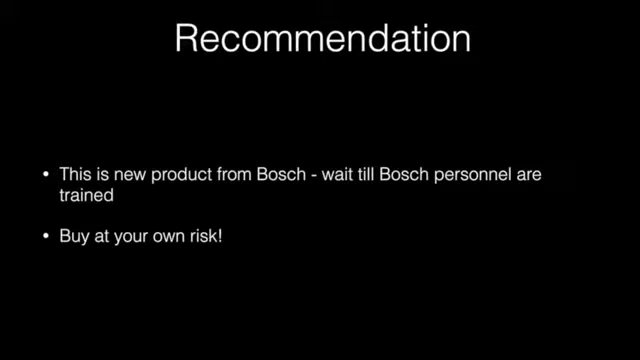 Recommendation
• This is new product from Bosch - wait till Bosch personnel are
trained
• Buy at your own risk!